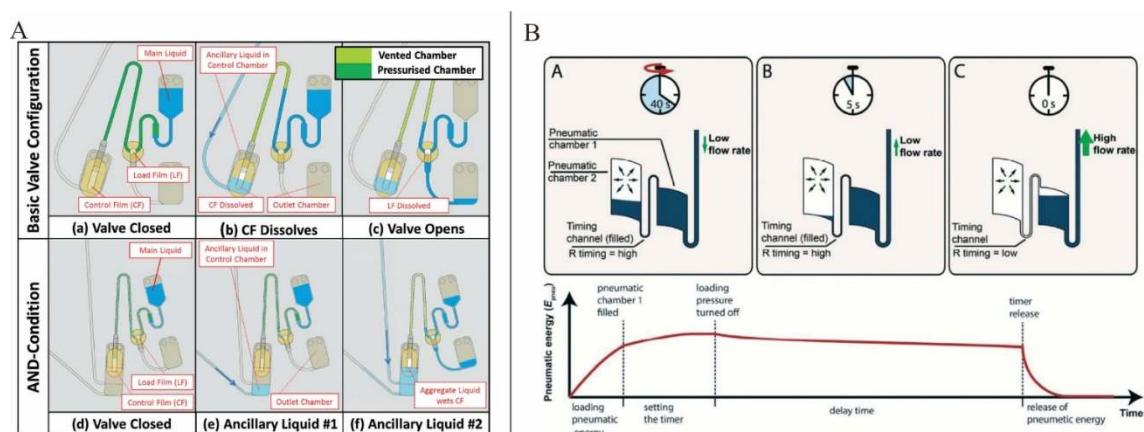 A
Basic Valve Configuration
Main Liquid
Load Film (LF)
Control Film (CF)
(a) Valve Closed
Ancillary Liquid in
Control Chamber
Vented Chamber
Pressurised Chamber
CF Dissolved
Outlet Chamber
(b) CF Dissolves
LF Dissolved
(c) Valve Opens
AND-Condition
Main Liquid
Load Film (LF)
Control Film (CF)
(d) Valve Closed
Ancillary Liquid in
Control Chamber
Outlet Chamber
(e) Ancillary Liquid #1
Aggregate Liquid
wets CF
(f) Ancillary Liquid #2
B
A
40 s
Pneumatic
chamber 1
Pneumatic
chamber 2
Low
flow rate
Timing
channel (filled)
R timing = high
B
5 s
Low
flow rate
Timing
channel (filled)
R timing = high
C
0 s
High
flow rate
Timing
channel
R timing = low
Pneumatic energy (Epneu)
pneumatic
chamber 1
filled
loading
pressure
turned off
timer
release
Time
loading
pneumatic
energy
setting
the timer
delay time
release of
pneumetic energy